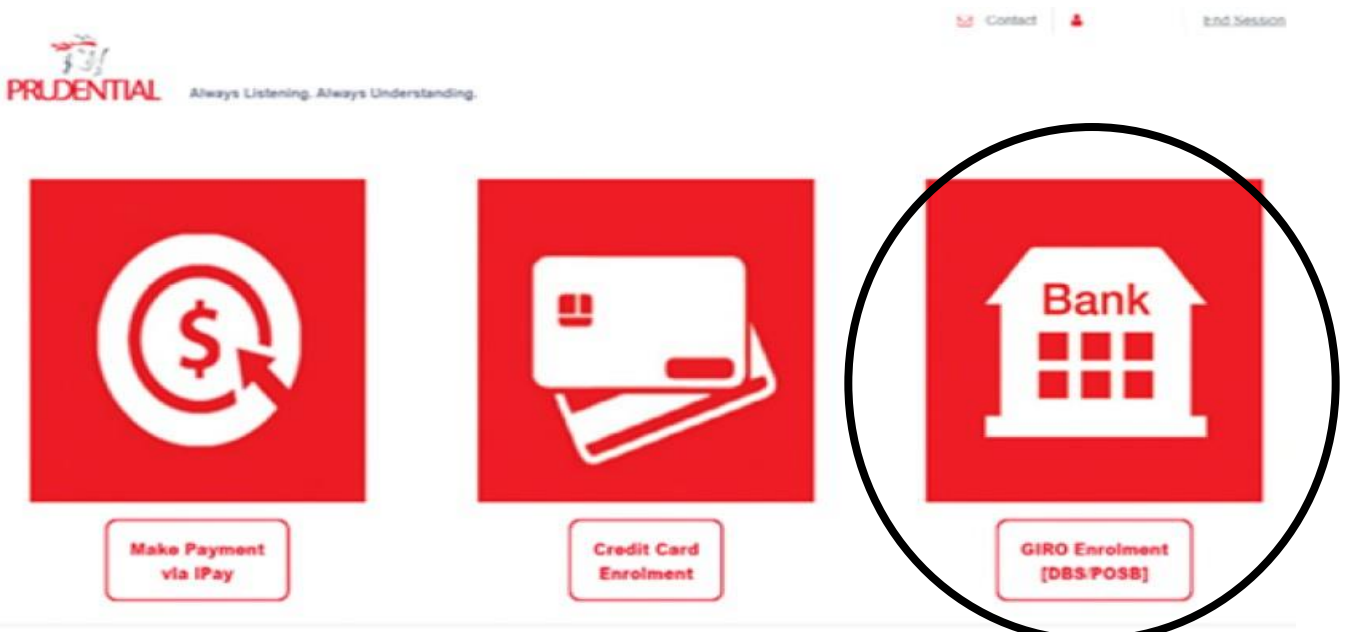 Contact
End Session
PRUDENTIAL
Always Listening. Always Understanding.
$
Bank
Make Payment
via IPay
Credit Card
Enrolment
GIRO Enrolment
[DBS/POSB]